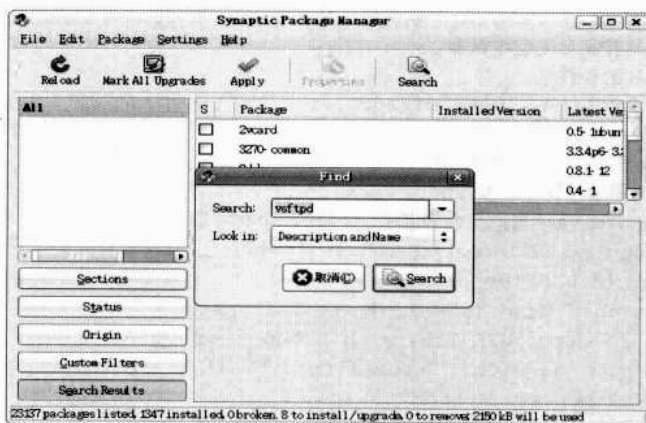 Synaptic Package Manager
File Edit Package Settings Help
Reload Mark All Upgrades Apply Properties Search
All
S Package Installed Version Latest Ve
2vcard 0.5-1ubun
3270-common 3.3.4p6-3.
0.8.1-12
0.4-1
Find
Search: vsftpd
Look in: Description and Name
取消(C) Search
Sections
Status
Origin
Custom Filters
Search Results
23137 packages listed, 1347 installed, 0 broken. 8 to install/upgrade, 0 to remove; 2150 kB will be used